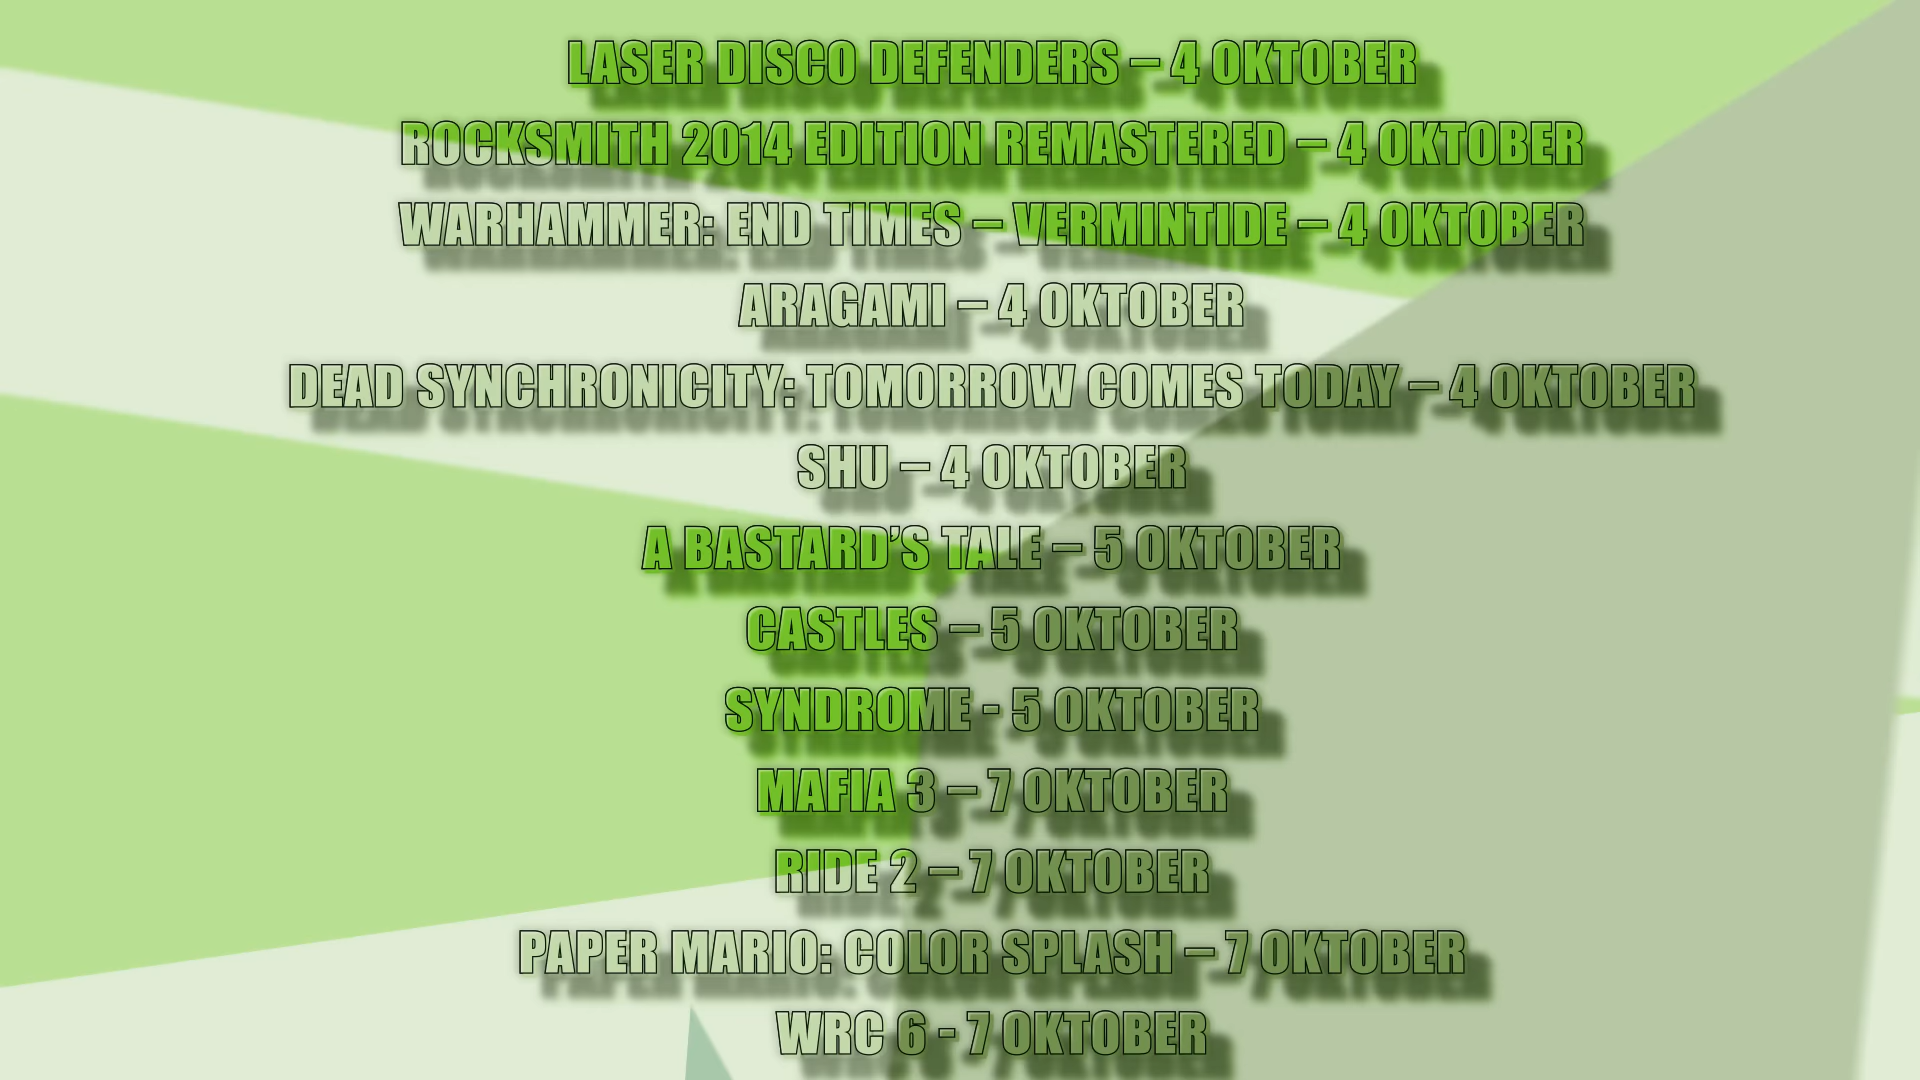 LASER DISCO DEFENDERS – 4 OKTOBER
ROCKSMITH 2014 EDITION REMASTERED – 4 OKTOBER
WARHAMMER: END TIMES – VERMINTIDE – 4 OKTOBER
ARAGAMI – 4 OKTOBER
DEAD SYNCHRONICITY: TOMORROW COMES TODAY – 4 OKTOBER
SHU – 4 OKTOBER
A BASTARD’S TALE – 5 OKTOBER
CASTLES – 5 OKTOBER
SYNDROME - 5 OKTOBER
MAFIA 3 – 7 OKTOBER
RIDE 2 – 7 OKTOBER
PAPER MARIO: COLOR SPLASH – 7 OKTOBER
WRC 6 - 7 OKTOBER